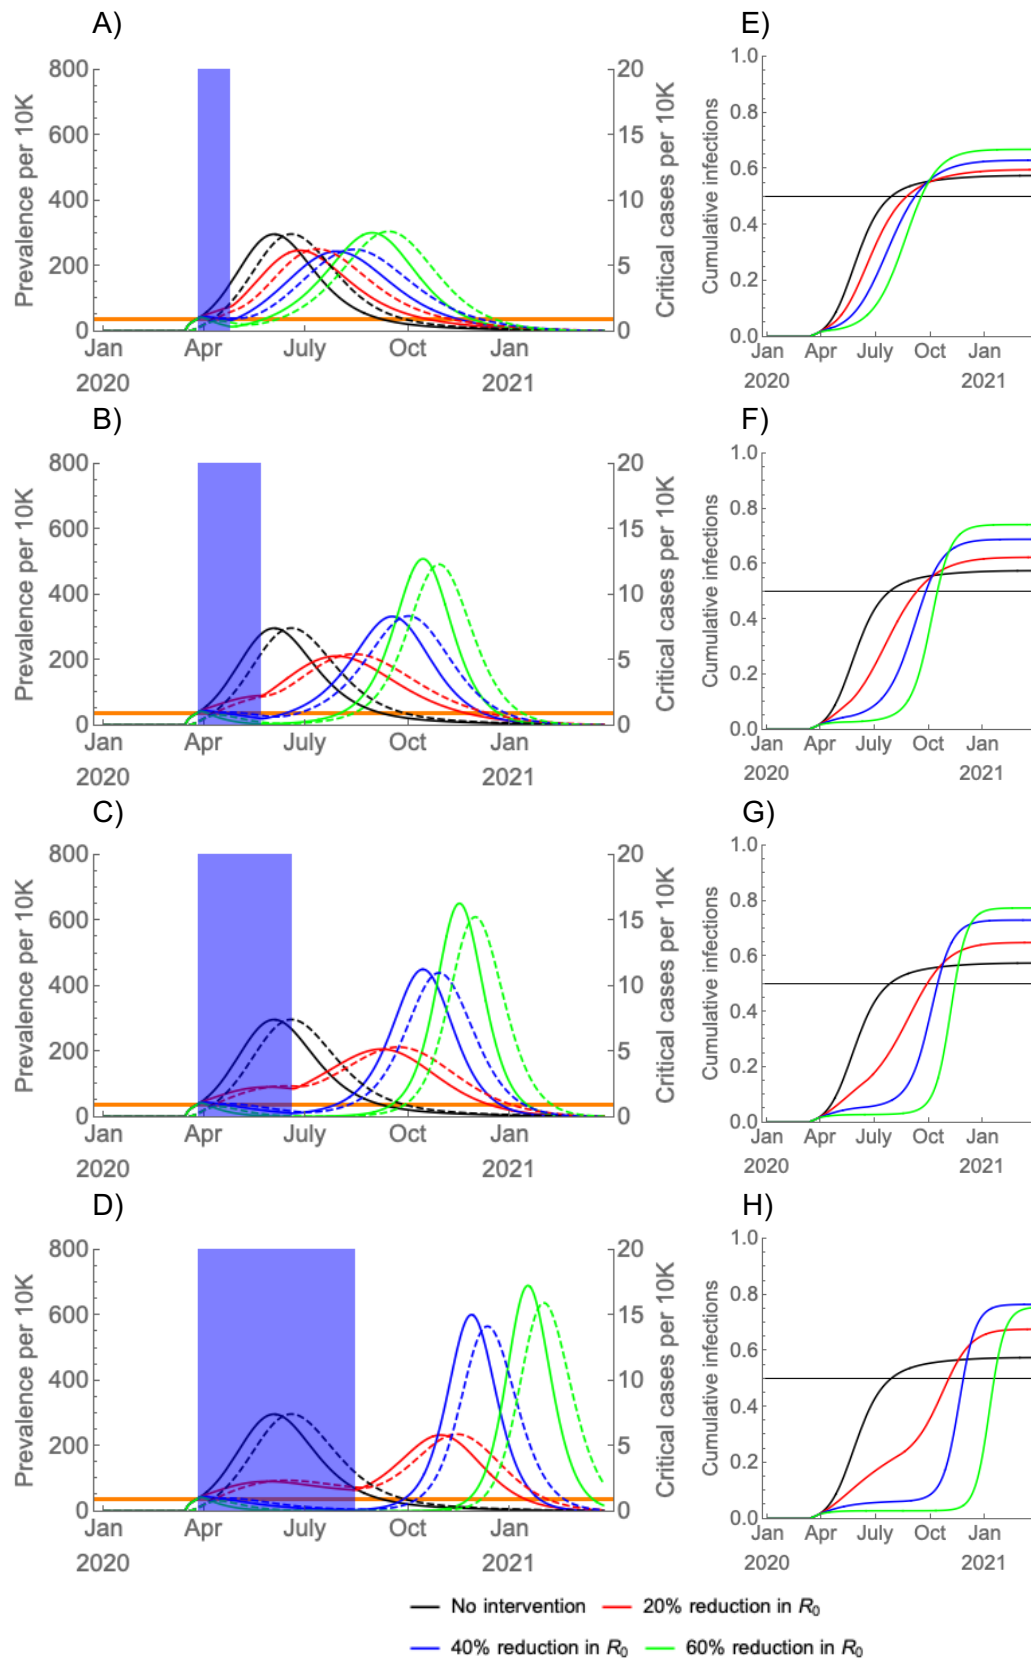 A)
E)
Prevalence per 10K
800
600
400
200
0
20
15
10
5
0
Critical cases per 10K
Jan
Apr
July
Oct
Jan
2020
2021
Cumulative infections
1.0
0.8
0.6
0.4
0.2
0.0
Jan
Apr
July
Oct
Jan
2020
2021
B)
F)
Prevalence per 10K
800
600
400
200
0
20
15
10
5
0
Critical cases per 10K
Jan
Apr
July
Oct
Jan
2020
2021
Cumulative infections
1.0
0.8
0.6
0.4
0.2
0.0
Jan
Apr
July
Oct
Jan
2020
2021
C)
G)
Prevalence per 10K
800
600
400
200
0
20
15
10
5
0
Critical cases per 10K
Jan
Apr
July
Oct
Jan
2020
2021
Cumulative infections
1.0
0.8
0.6
0.4
0.2
0.0
Jan
Apr
July
Oct
Jan
2020
2021
D)
H)
Prevalence per 10K
800
600
400
200
0
20
15
10
5
0
Critical cases per 10K
Jan
Apr
July
Oct
Jan
2020
2021
Cumulative infections
1.0
0.8
0.6
0.4
0.2
0.0
Jan
Apr
July
Oct
Jan
2020
2021
No intervention
20% reduction in R₀
40% reduction in R₀
60% reduction in R₀